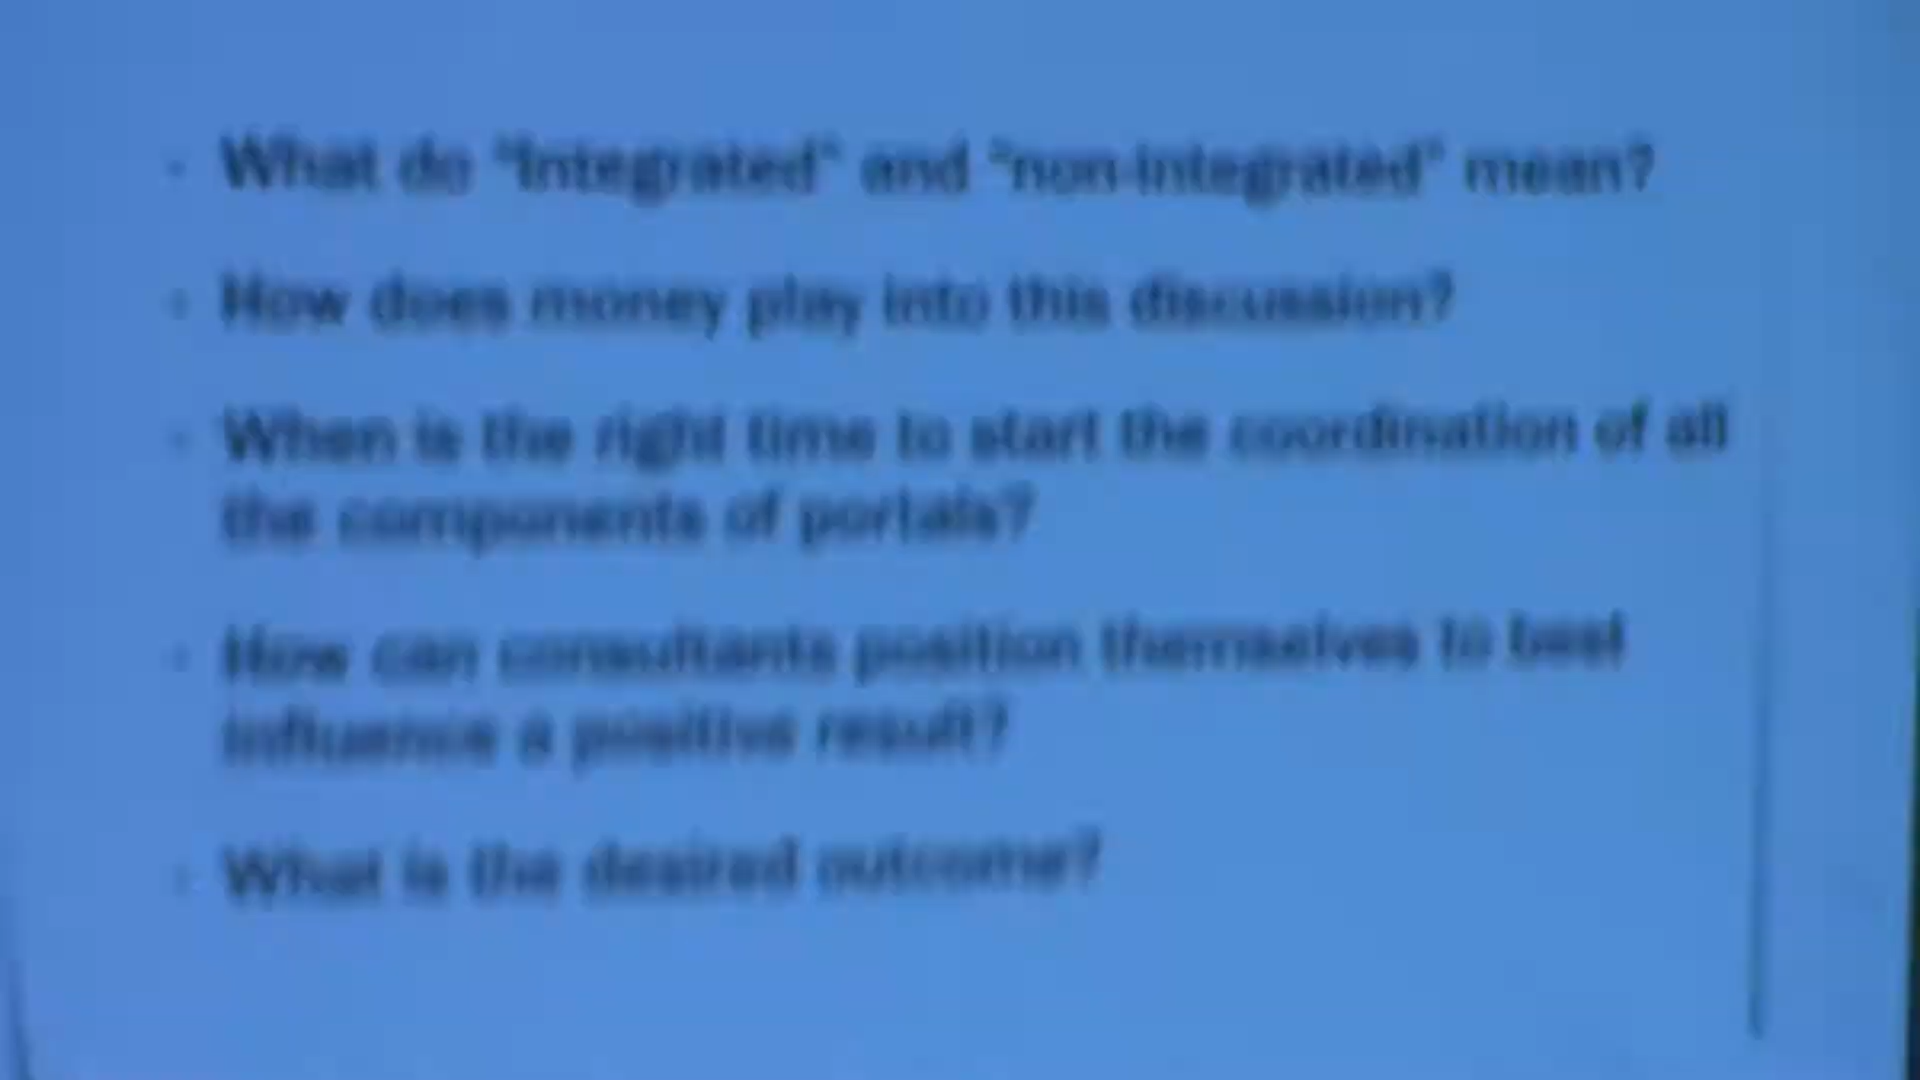 • What do "Integrated" and "non-integrated" mean?
• How does money play into this discussion?
• When is the right time to start the coordination of all
the components of portals?
• How can consultants position themselves to best
influence a positive result?
• What is the desired outcome?